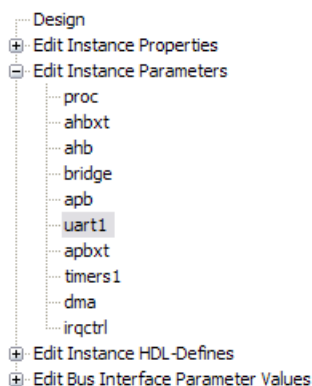 Design
Edit Instance Properties
Edit Instance Parameters
proc
ahbxt
ahb
bridge
apb
uart1
apbxt
timers1
dma
irqctrl
Edit Instance HDL-Defines
Edit Bus Interface Parameter Values